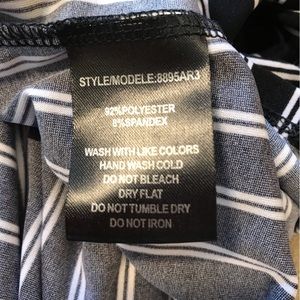 STYLE/MODELE:8895AR3
92%POLYESTER
8%SPANDEX
WASH WITH LIKE COLORS
HAND WASH COLD
DO NOT BLEACH
DRY FLAT
DO NOT TUMBLE DRY
DO NOT IRON